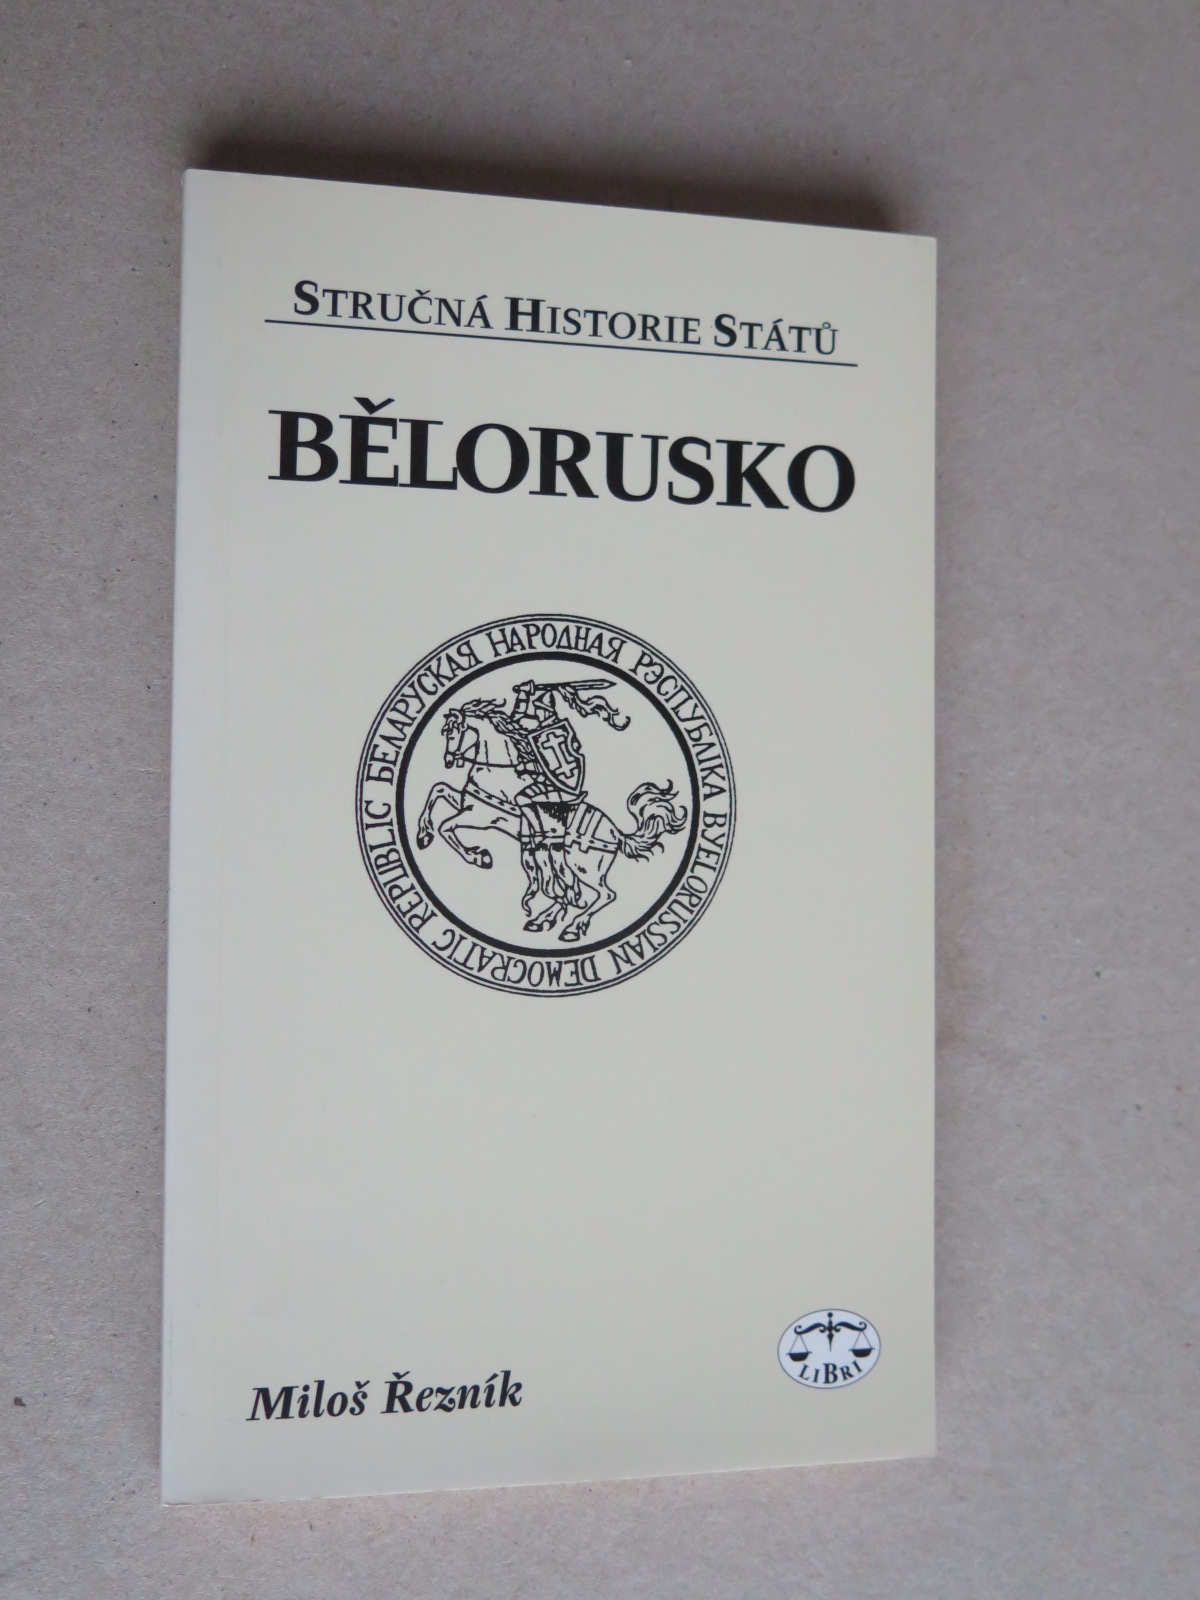 Stručná Historie Států
BĚLORUSKO
БЕЛАРУСКАЯ НАРОДНАЯ РЭСПУБЛІКА BYELORUSSIAN DEMOCRATIC REPUBLIC
LIBRI
Miloš Řezník